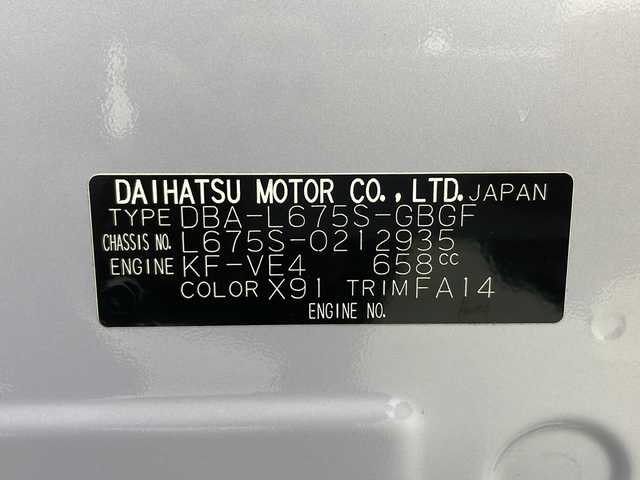 DAIHATSU MOTOR CO., LTD. JAPAN
TYPE DBA-L675S-GBGF
CHASSIS NO. L675S-0212935
ENGINE KF-VE4 658cc
COLOR X91 TRIM FA14
ENGINE NO.